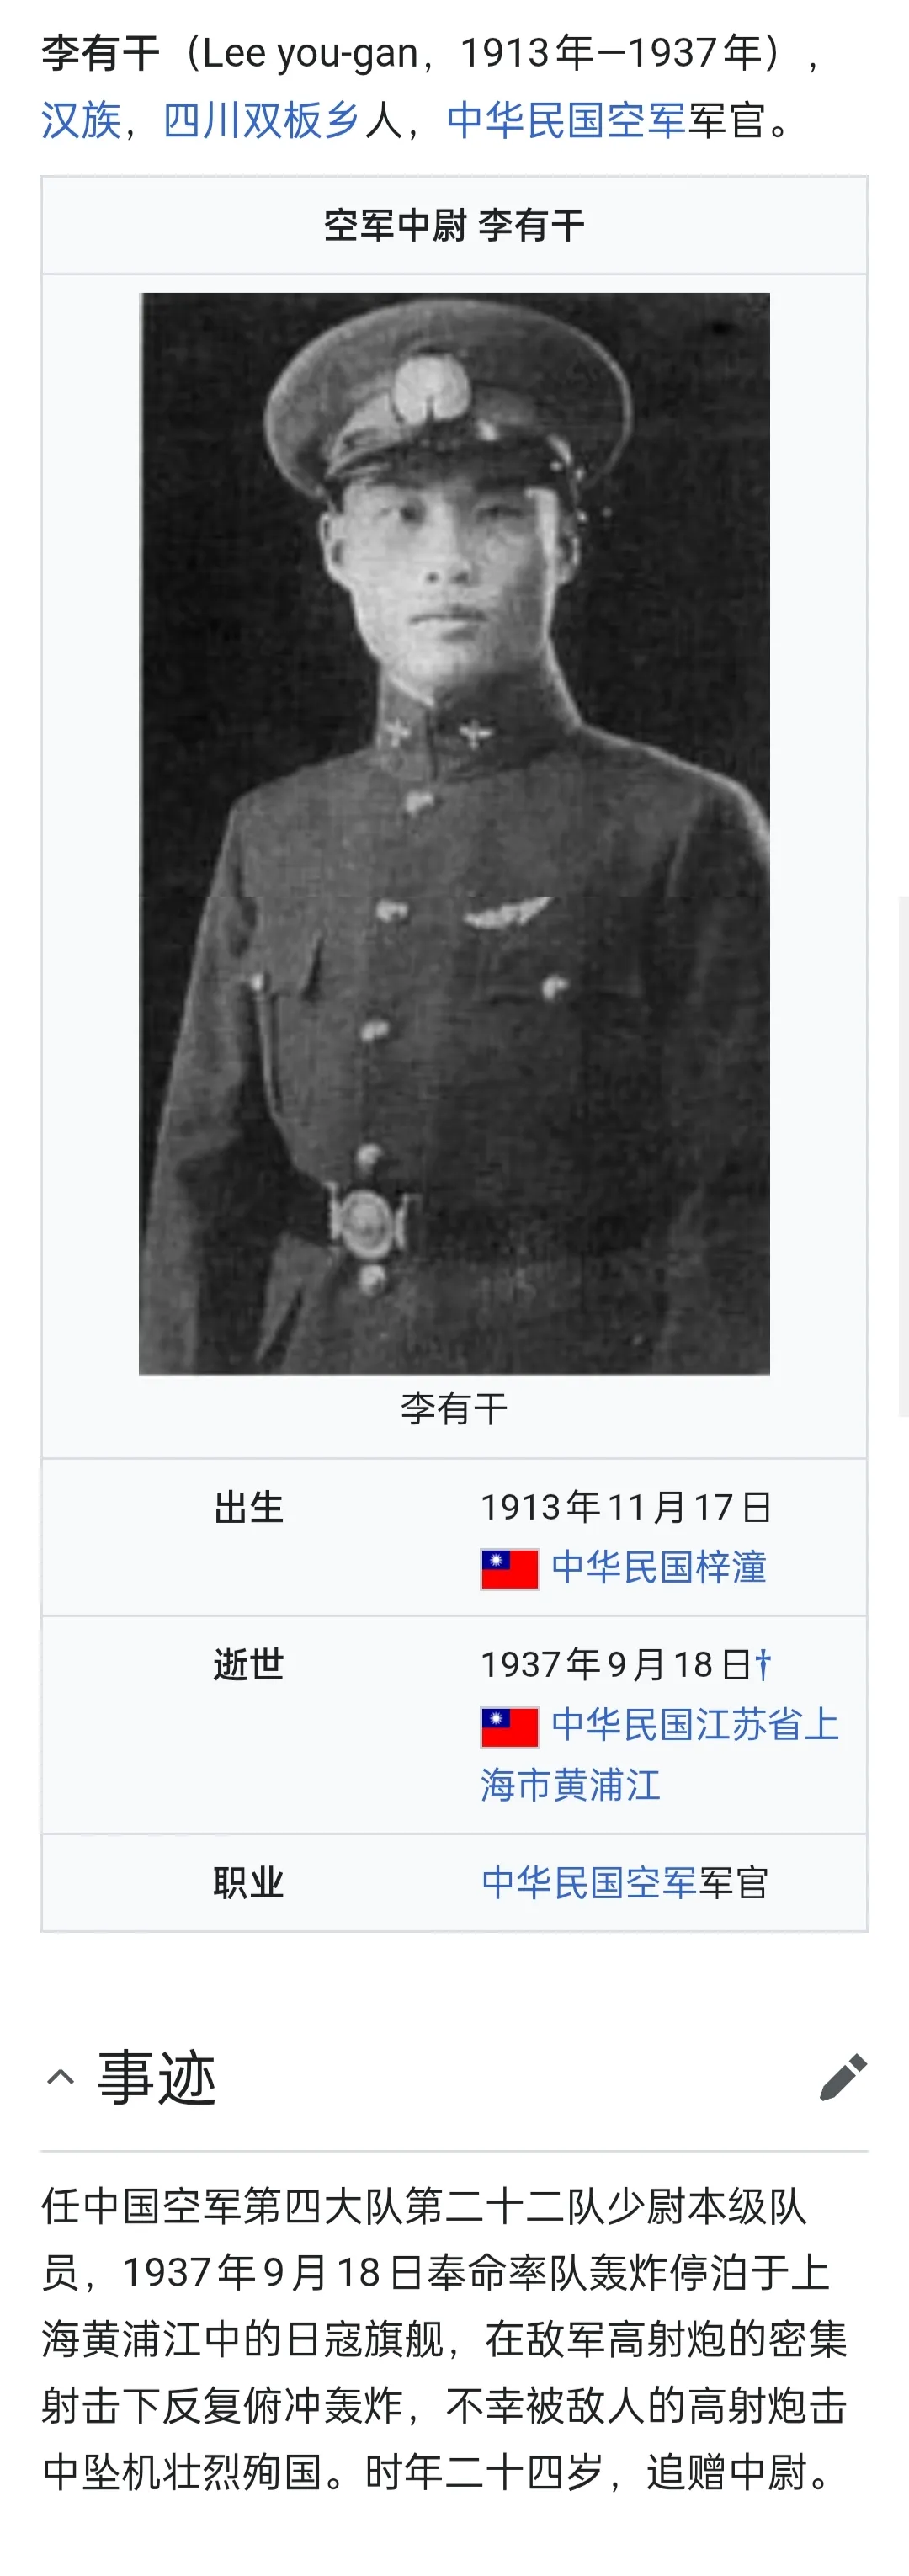 李有干（Lee you-gan，1913年—1937年），
汉族，四川双板乡人，中华民国空军军官。
空军中尉 李有干
李有干
出生
1913年11月17日
中华民国梓潼
逝世
1937年9月18日†
中华民国江苏省上
海市黄浦江
职业
中华民国空军军官
事迹
任中国空军第四大队第二十二队少尉本级队
员，1937年9月18日奉命率队轰炸停泊于上
海黄浦江中的日寇旗舰，在敌军高射炮的密集
射击下反复俯冲轰炸，不幸被敌人的高射炮击
中坠机壮烈殉国。时年二十四岁，追赠中尉。